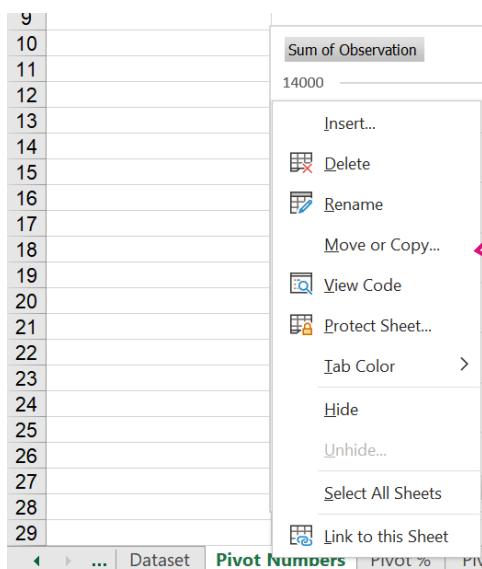 9
10
11
12
13
14
15
16
17
18
19
20
21
22
23
24
25
26
27
28
29
Sum of Observation
14000
Insert...
Delete
Rename
Move or Copy...
View Code
Protect Sheet...
Tab Color
Hide
Unhide...
Select All Sheets
Link to this Sheet
... Dataset Pivot Numbers Pivot %